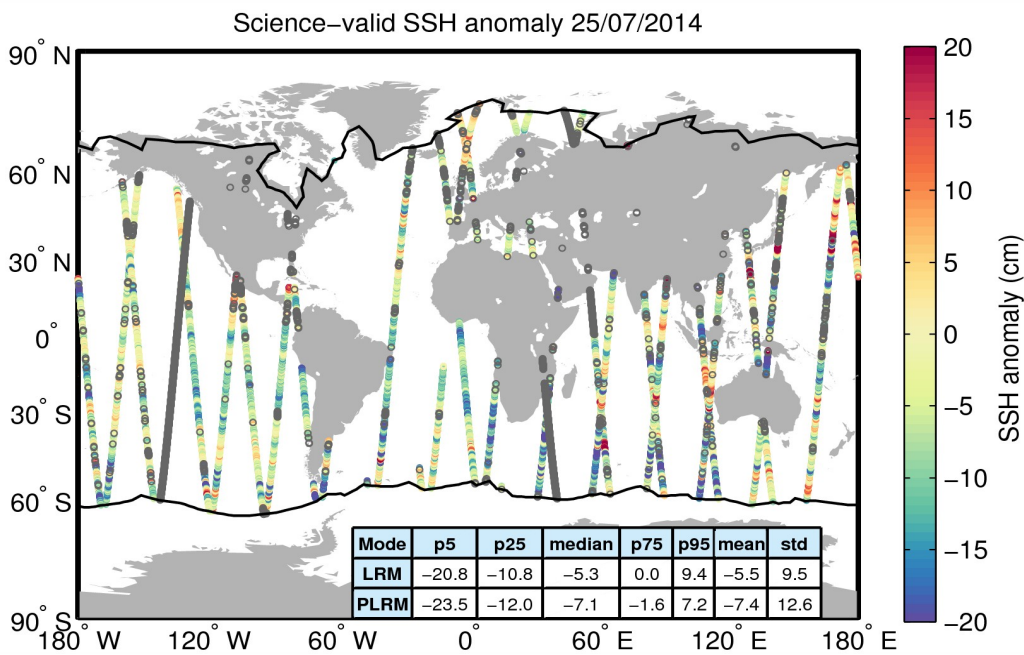 Science−valid SSH anomaly 25/07/2014
90° N
60° N
30° N
0°
30° S
60° S
90° S
180° W
120° W
60° W
0°
60° E
120° E
180° E
Mode p5 p25 median p75 p95 mean std
LRM −20.8 −10.8 −5.3 0.0 9.4 −5.5 9.5
PLRM −23.5 −12.0 −7.1 −1.6 7.2 −7.4 12.6
20
15
10
5
0
−5
−10
−15
−20
SSH anomaly (cm)